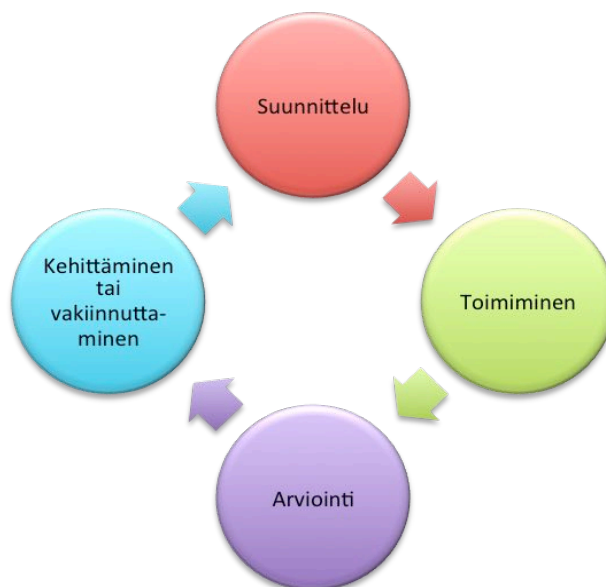 Suunnittelu
Toimiminen
Arviointi
Kehittäminen
tai
vakiinnutta-
minen